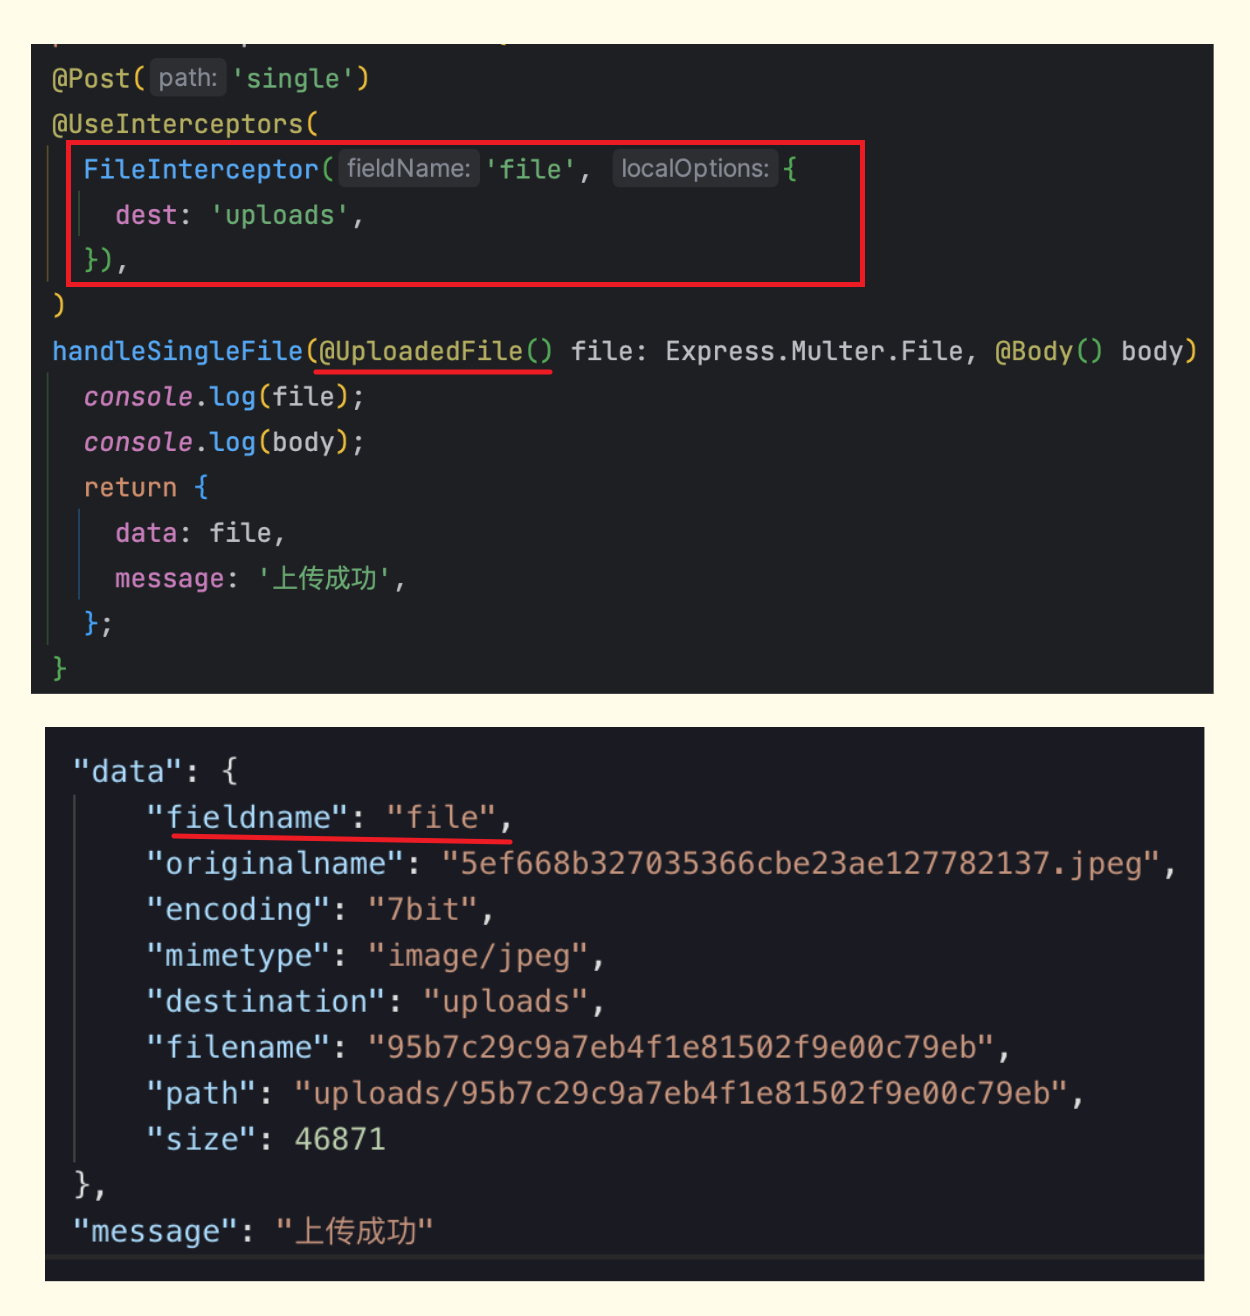 @Post( path: 'single')
@UseInterceptors(
FileInterceptor( fieldName: 'file', localOptions: {
dest: 'uploads',
}),
)
handleSingleFile(@UploadedFile() file: Express.Multer.File, @Body() body)
console.log(file);
console.log(body);
return {
data: file,
message: '上传成功',
};
}
"data": {
"fieldname": "file",
"originalname": "5ef668b327035366cbe23ae127782137.jpeg",
"encoding": "7bit",
"mimetype": "image/jpeg",
"destination": "uploads",
"filename": "95b7c29c9a7eb4f1e81502f9e00c79eb",
"path": "uploads/95b7c29c9a7eb4f1e81502f9e00c79eb",
"size": 46871
},
"message": "上传成功"